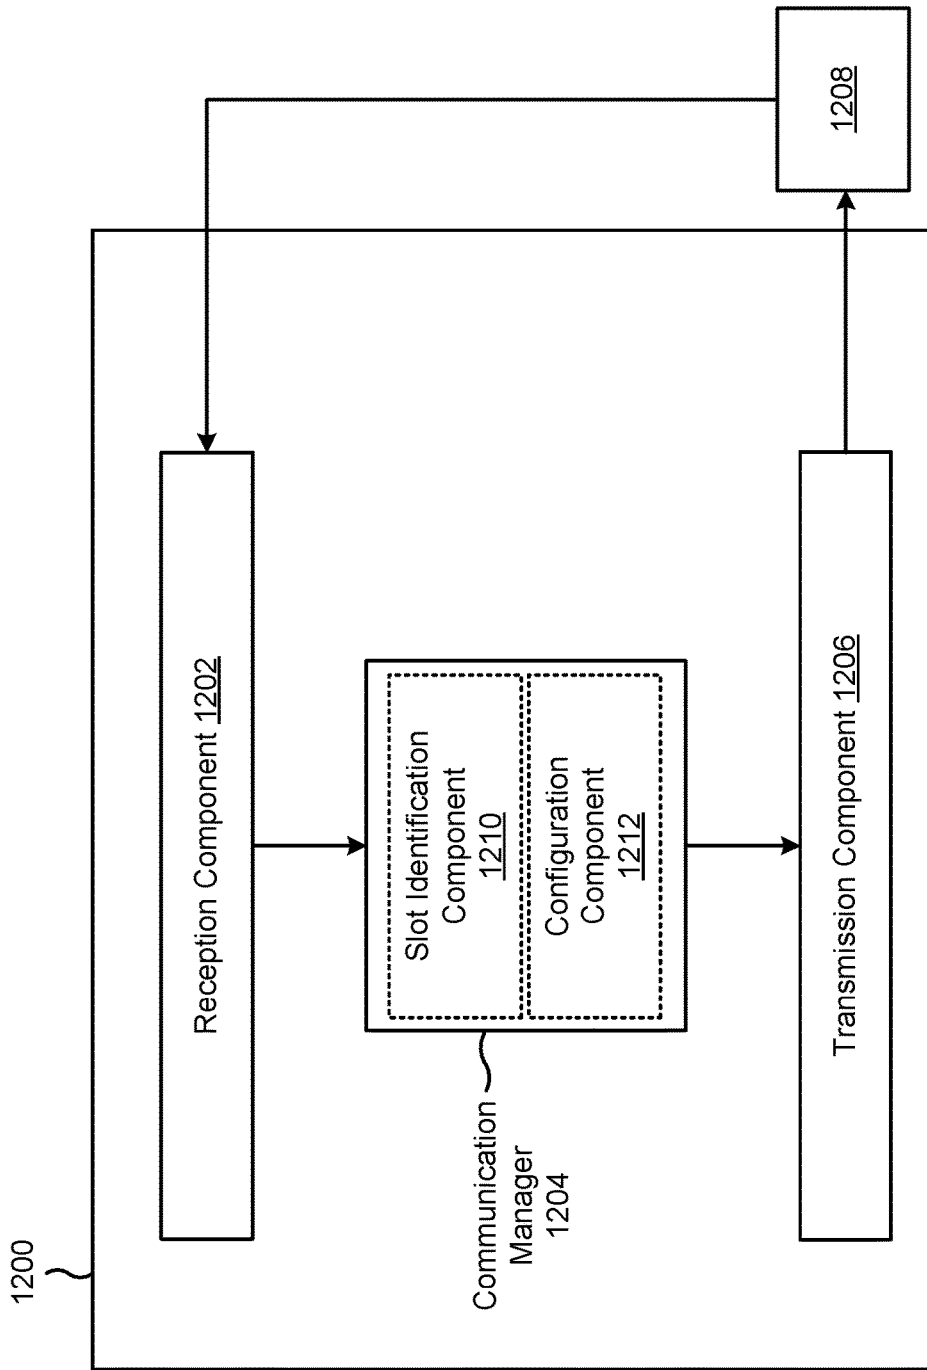 1200
Reception Component 1202
Communication
Manager
1204
Slot Identification
Component
1210
Configuration
Component
1212
Transmission Component 1206
1208